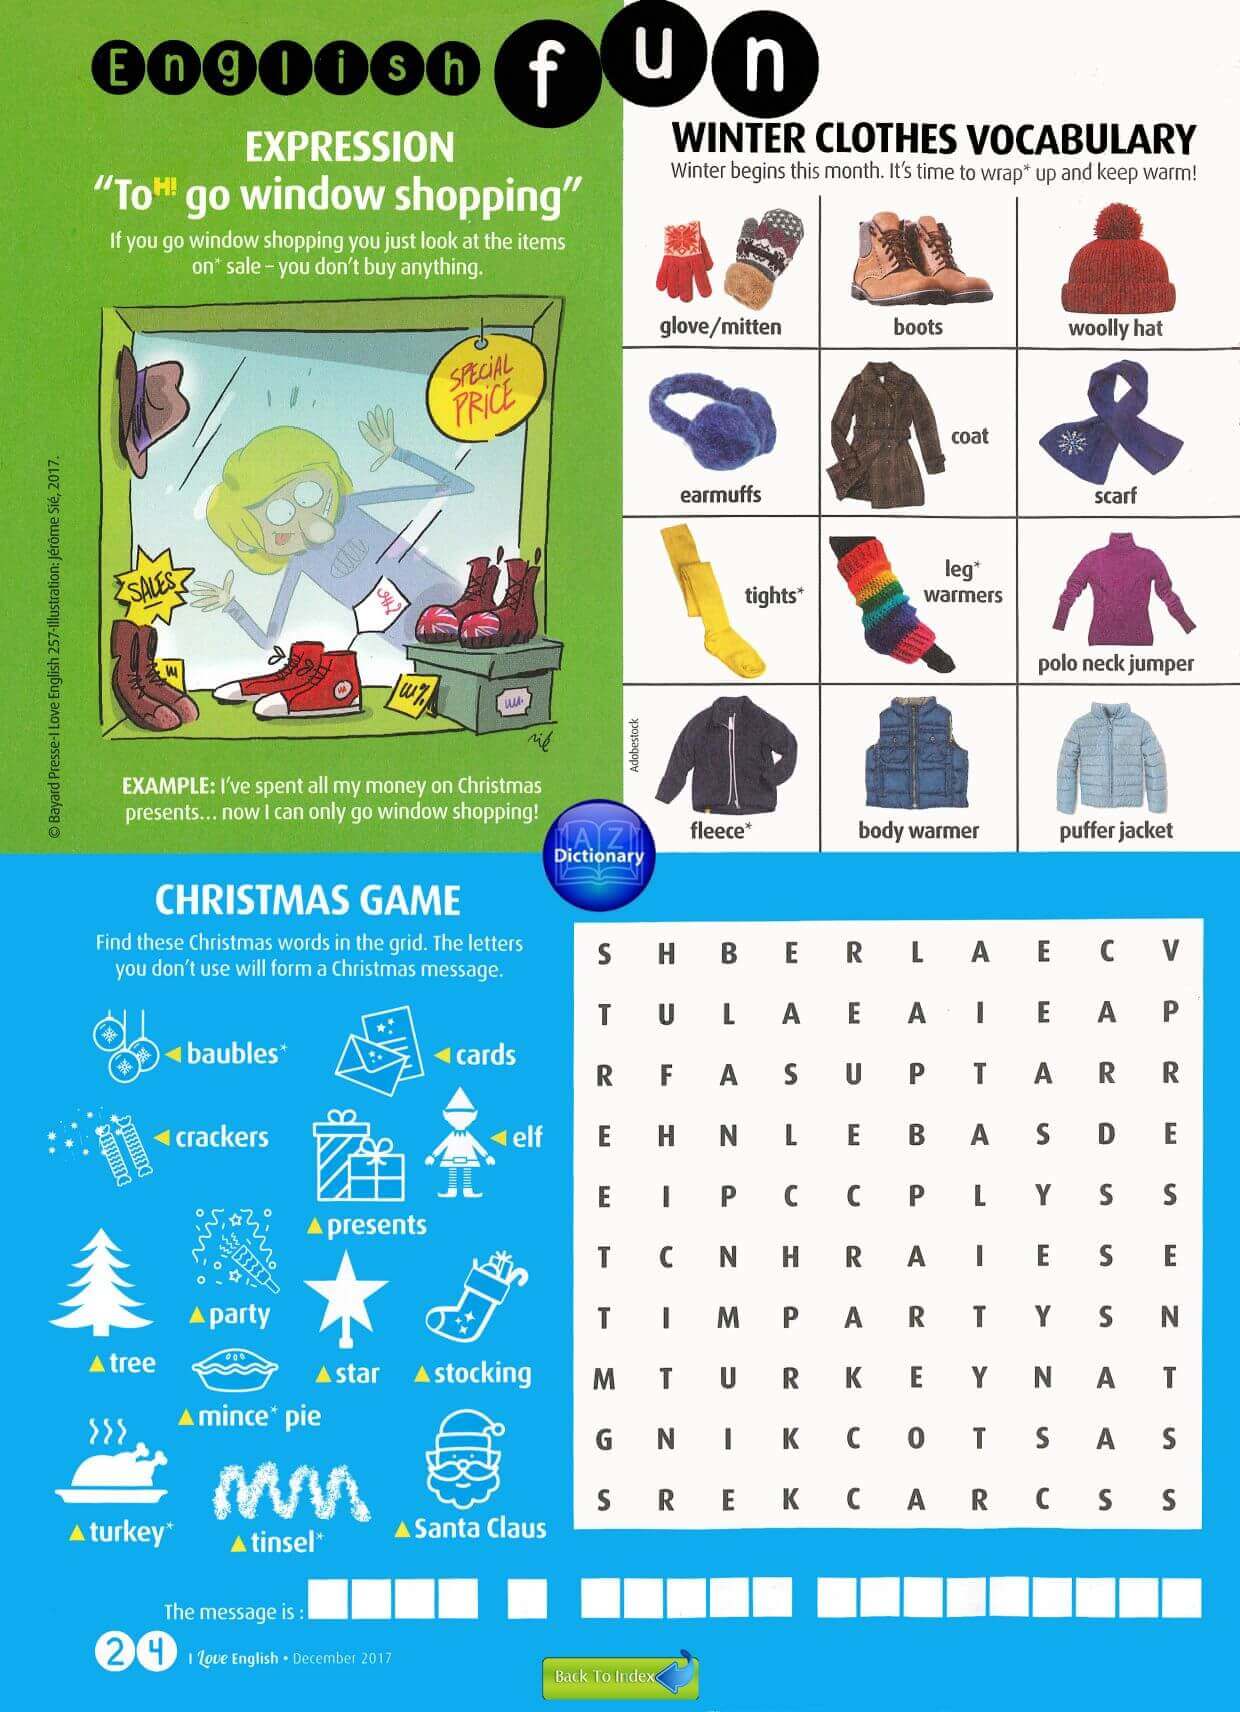 English fun
EXPRESSION
“To H! go window shopping”
If you go window shopping you just look at the items
on* sale – you don’t buy anything.
SPECIAL
PRICE
SALES
EXAMPLE: I’ve spent all my money on Christmas
presents... now I can only go window shopping!
© Bayard Presse-I Love English 257-Illustration: Jérôme Sié, 2017.
WINTER CLOTHES VOCABULARY
Winter begins this month. It’s time to wrap* up and keep warm!
glove/mitten
boots
woolly hat
earmuffs
coat
scarf
tights*
leg*
warmers
polo neck jumper
Adobestock
fleece*
body warmer
puffer jacket
A Z
Dictionary
CHRISTMAS GAME
Find these Christmas words in the grid. The letters
you don’t use will form a Christmas message.
baubles*
cards
crackers
elf
presents
party
tree
star
stocking
mince* pie
turkey*
tinsel*
Santa Claus
S H B E R L A E C V
T U L A E A I E A P
R F A S U P T A R R
E H N L E B A S D E
E I P C C P L Y S S
T C N H R A I E S E
T I M P A R T Y S N
M T U R K E Y N A T
G N I K C O T S A S
S R E K C A R C S S
The message is :
24 I Love English • December 2017
Back To Index